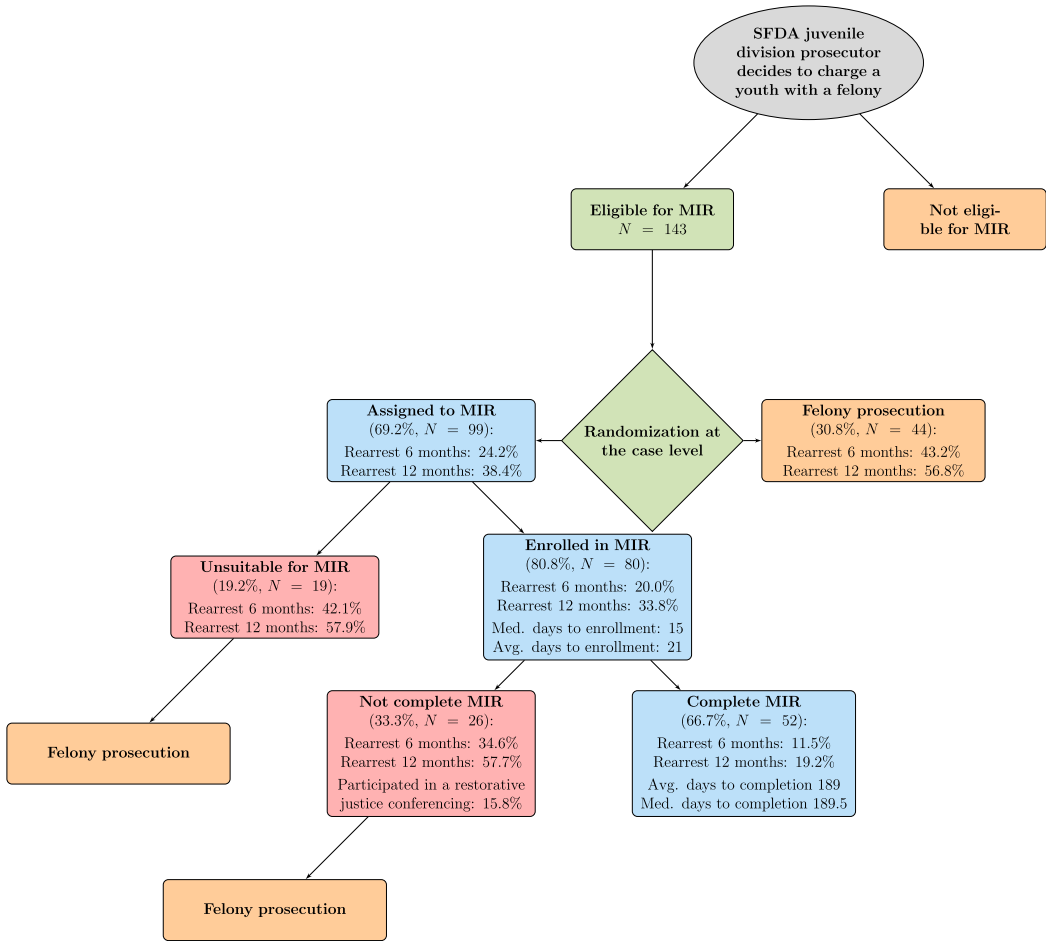 SFDA juvenile
division prosecutor
decides to charge a
youth with a felony
Eligible for MIR
N = 143
Not eligi-
ble for MIR
Assigned to MIR
(69.2%, N = 99):
Rearrest 6 months: 24.2%
Rearrest 12 months: 38.4%
Randomization at
the case level
Felony prosecution
(30.8%, N = 44):
Rearrest 6 months: 43.2%
Rearrest 12 months: 56.8%
Unsuitable for MIR
(19.2%, N = 19):
Rearrest 6 months: 42.1%
Rearrest 12 months: 57.9%
Enrolled in MIR
(80.8%, N = 80):
Rearrest 6 months: 20.0%
Rearrest 12 months: 33.8%
Med. days to enrollment: 15
Avg. days to enrollment: 21
Felony prosecution
Not complete MIR
(33.3%, N = 26):
Rearrest 6 months: 34.6%
Rearrest 12 months: 57.7%
Participated in a restorative
justice conferencing: 15.8%
Complete MIR
(66.7%, N = 52):
Rearrest 6 months: 11.5%
Rearrest 12 months: 19.2%
Avg. days to completion 189
Med. days to completion 189.5
Felony prosecution